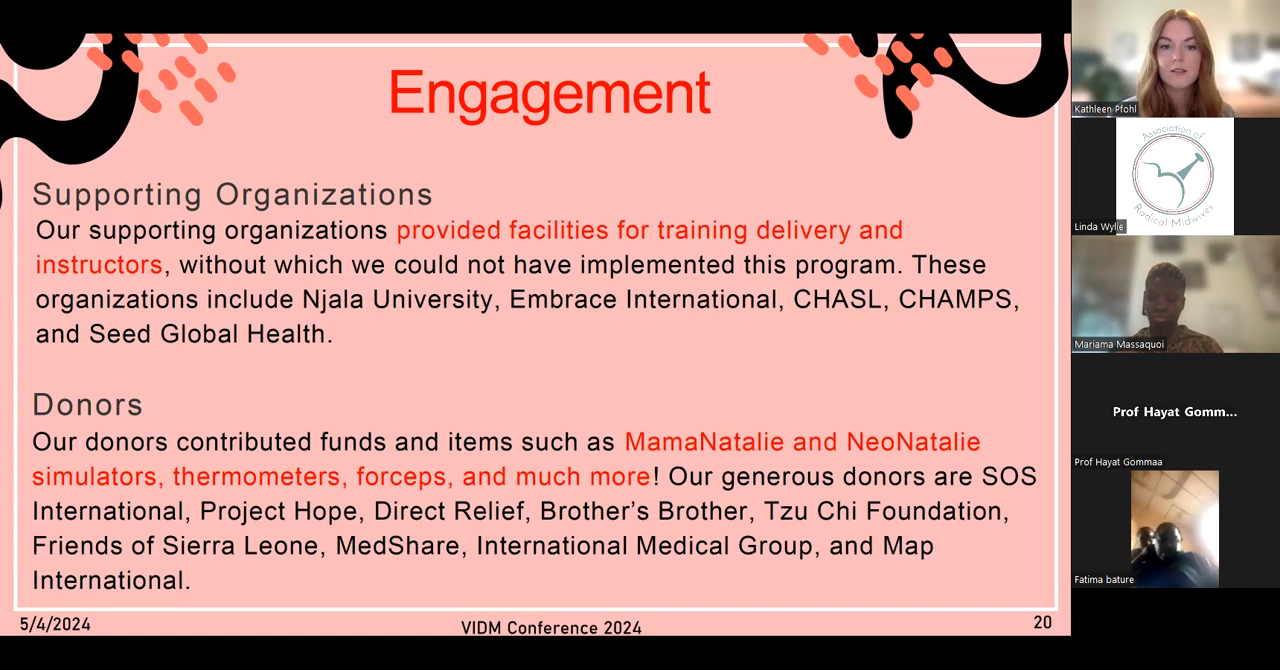 Engagement
Supporting Organizations
Our supporting organizations provided facilities for training delivery and
instructors, without which we could not have implemented this program. These
organizations include Njala University, Embrace International, CHASL, CHAMPS,
and Seed Global Health.
Donors
Our donors contributed funds and items such as MamaNatalie and NeoNatalie
simulators, thermometers, forceps, and much more! Our generous donors are SOS
International, Project Hope, Direct Relief, Brother’s Brother, Tzu Chi Foundation,
Friends of Sierra Leone, MedShare, International Medical Group, and Map
International.
5/4/2024
VIDM Conference 2024
20
Kathleen Pfohl
Association of
Radical Midwives
Linda Wylie
Mariama Massaquoi
Prof Hayat Gomm...
Prof Hayat Gommaa
Fatima bature